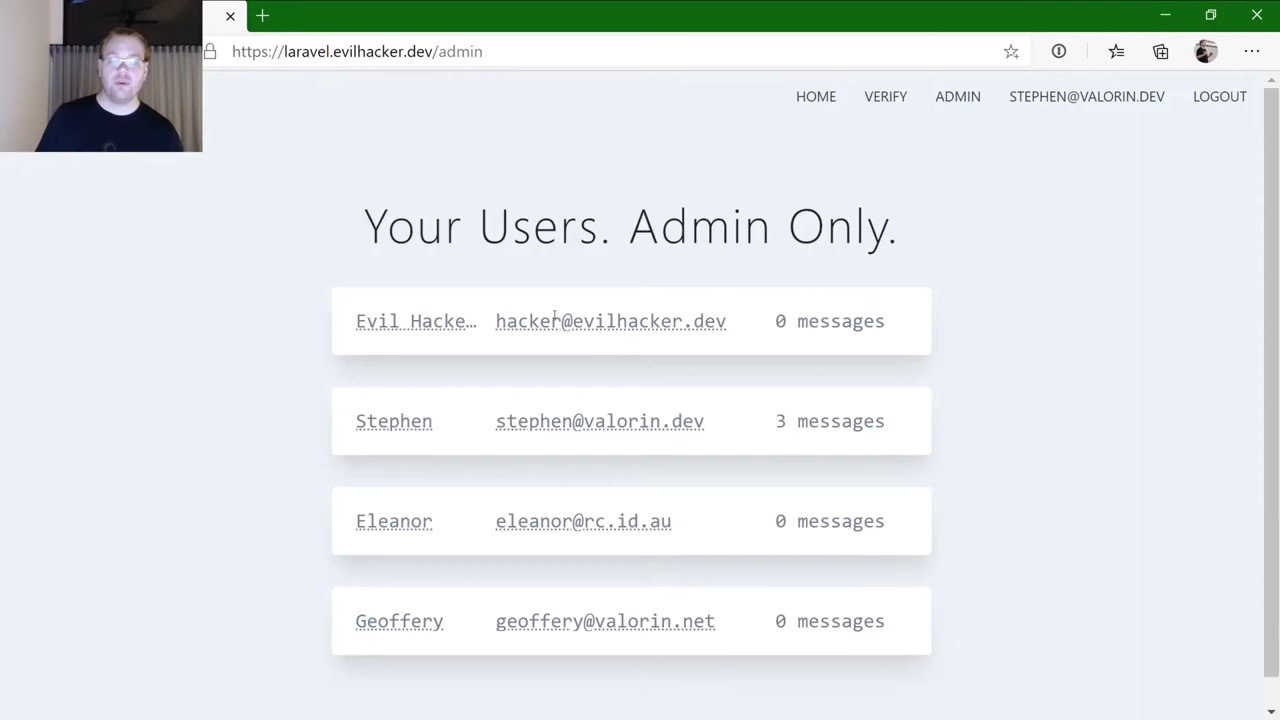 https://laravel.evilhacker.dev/admin
HOME VERIFY ADMIN STEPHEN@VALORIN.DEV LOGOUT
Your Users. Admin Only.
Evil Hacke… hacker@evilhacker.dev 0 messages
Stephen stephen@valorin.dev 3 messages
Eleanor eleanor@rc.id.au 0 messages
Geoffery geoffery@valorin.net 0 messages